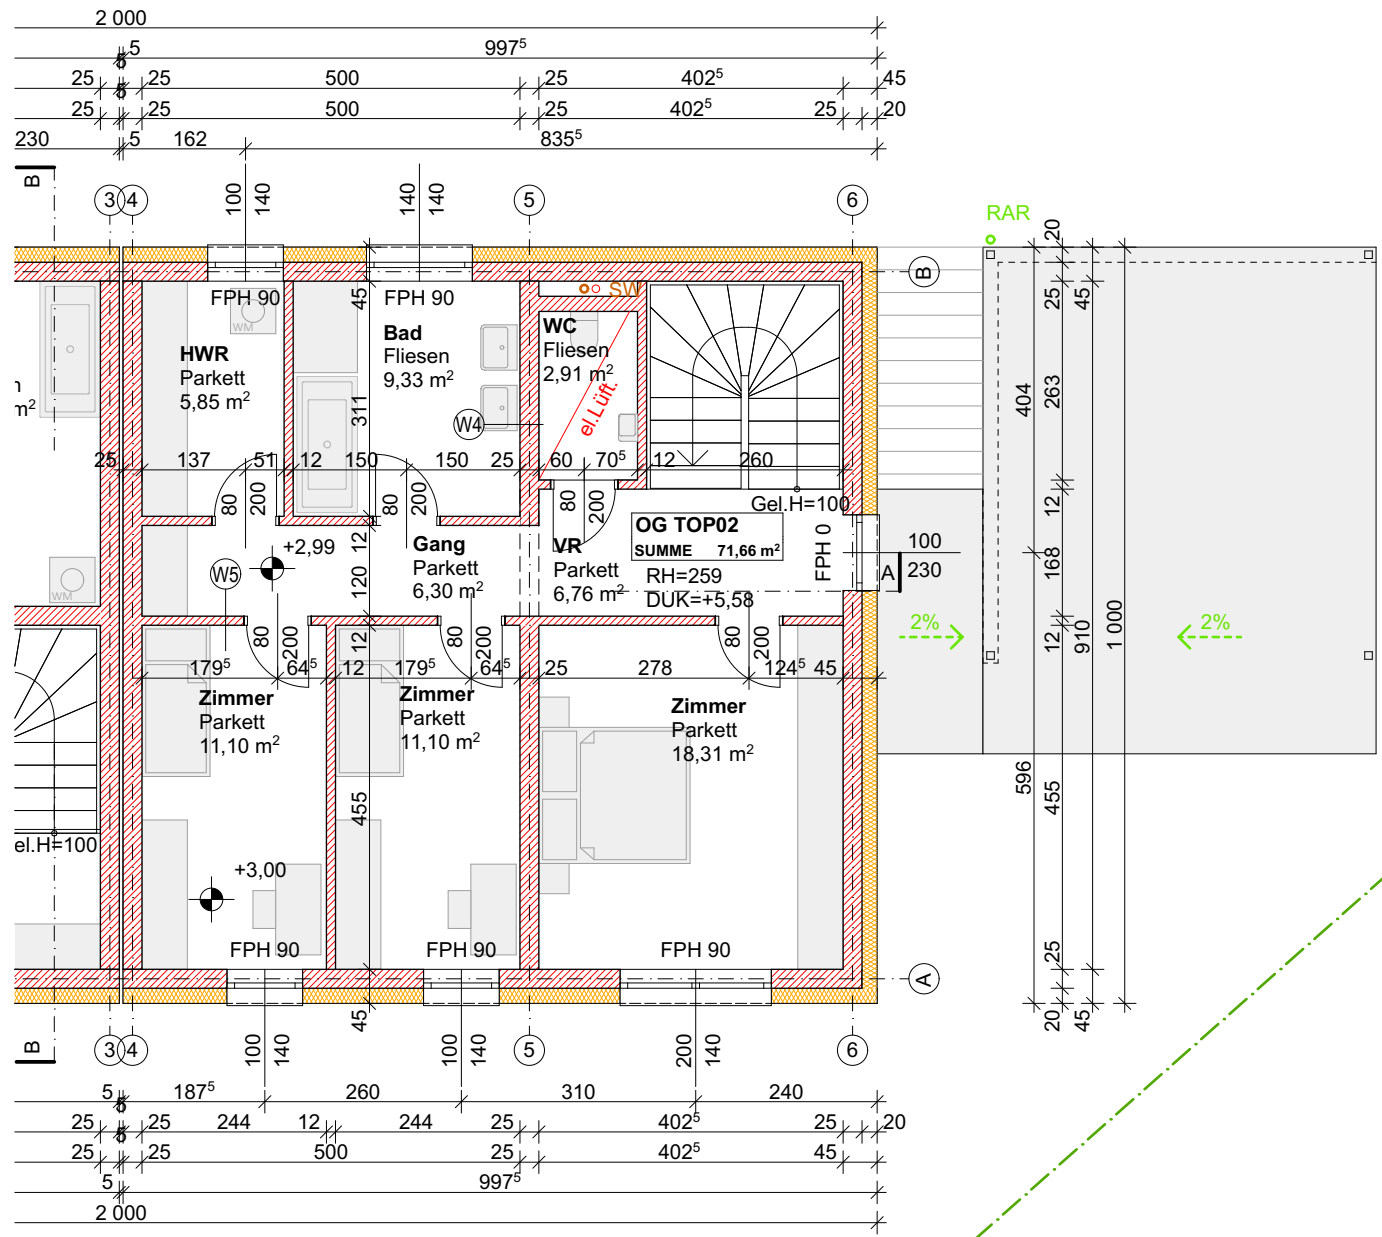 2 000
5 997⁵
25 5 25 500 25 402⁵ 45
25 5 25 500 25 402⁵ 25 20
230 5 162 835⁵
B 100 140 140 140
3 4 5 6
RAR
20
B
FPH 90 45 FPH 90 SW 25 45
WM
Bad WC
HWR Fliesen Fliesen
Parkett 9,33 m² 2,91 m²
5,85 m²
m²
311 el.Lüft. 404 263
W4
25 137 51 12 150 150 25 60 70⁵ 12 260
80 200 80 200 80 200 Gel.H=100
12
OG TOP02
SUMME 71,66 m²
+2,99 12 Gang VR FPH 0 100
Parkett Parkett A 230 168
W5 120 6,30 m² 6,76 m² RH=259
DUK=+5,58
WM
2% 2%
80 200 12 80 200 80 200 12 910 1 000
179⁵ 64⁵ 12 179⁵ 64⁵ 25 278 124⁵ 45
Zimmer Zimmer Zimmer
Parkett Parkett Parkett
11,10 m² 11,10 m² 18,31 m²
596 455
455
el.H=100
+3,00
FPH 90 FPH 90 FPH 90 25
A
45 20 45
B 100 140 100 140 200 140
3 4 5 6
5 5 187⁵ 260 310 240
25 5 25 244 12 244 25 402⁵ 25 20
25 5 25 500 25 402⁵ 45
5 997⁵
2 000